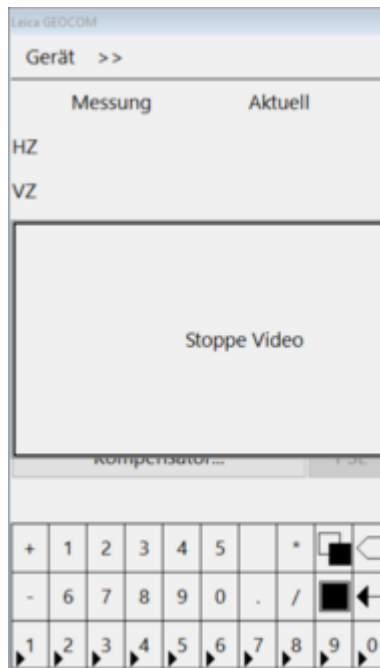 Leica GEOCOM
Gerät >>
Messung Aktuell
HZ
VZ
Stoppe Video
+ 1 2 3 4 5 *
- 6 7 8 9 0 . /
1 2 3 4 5 6 7 8 9 0